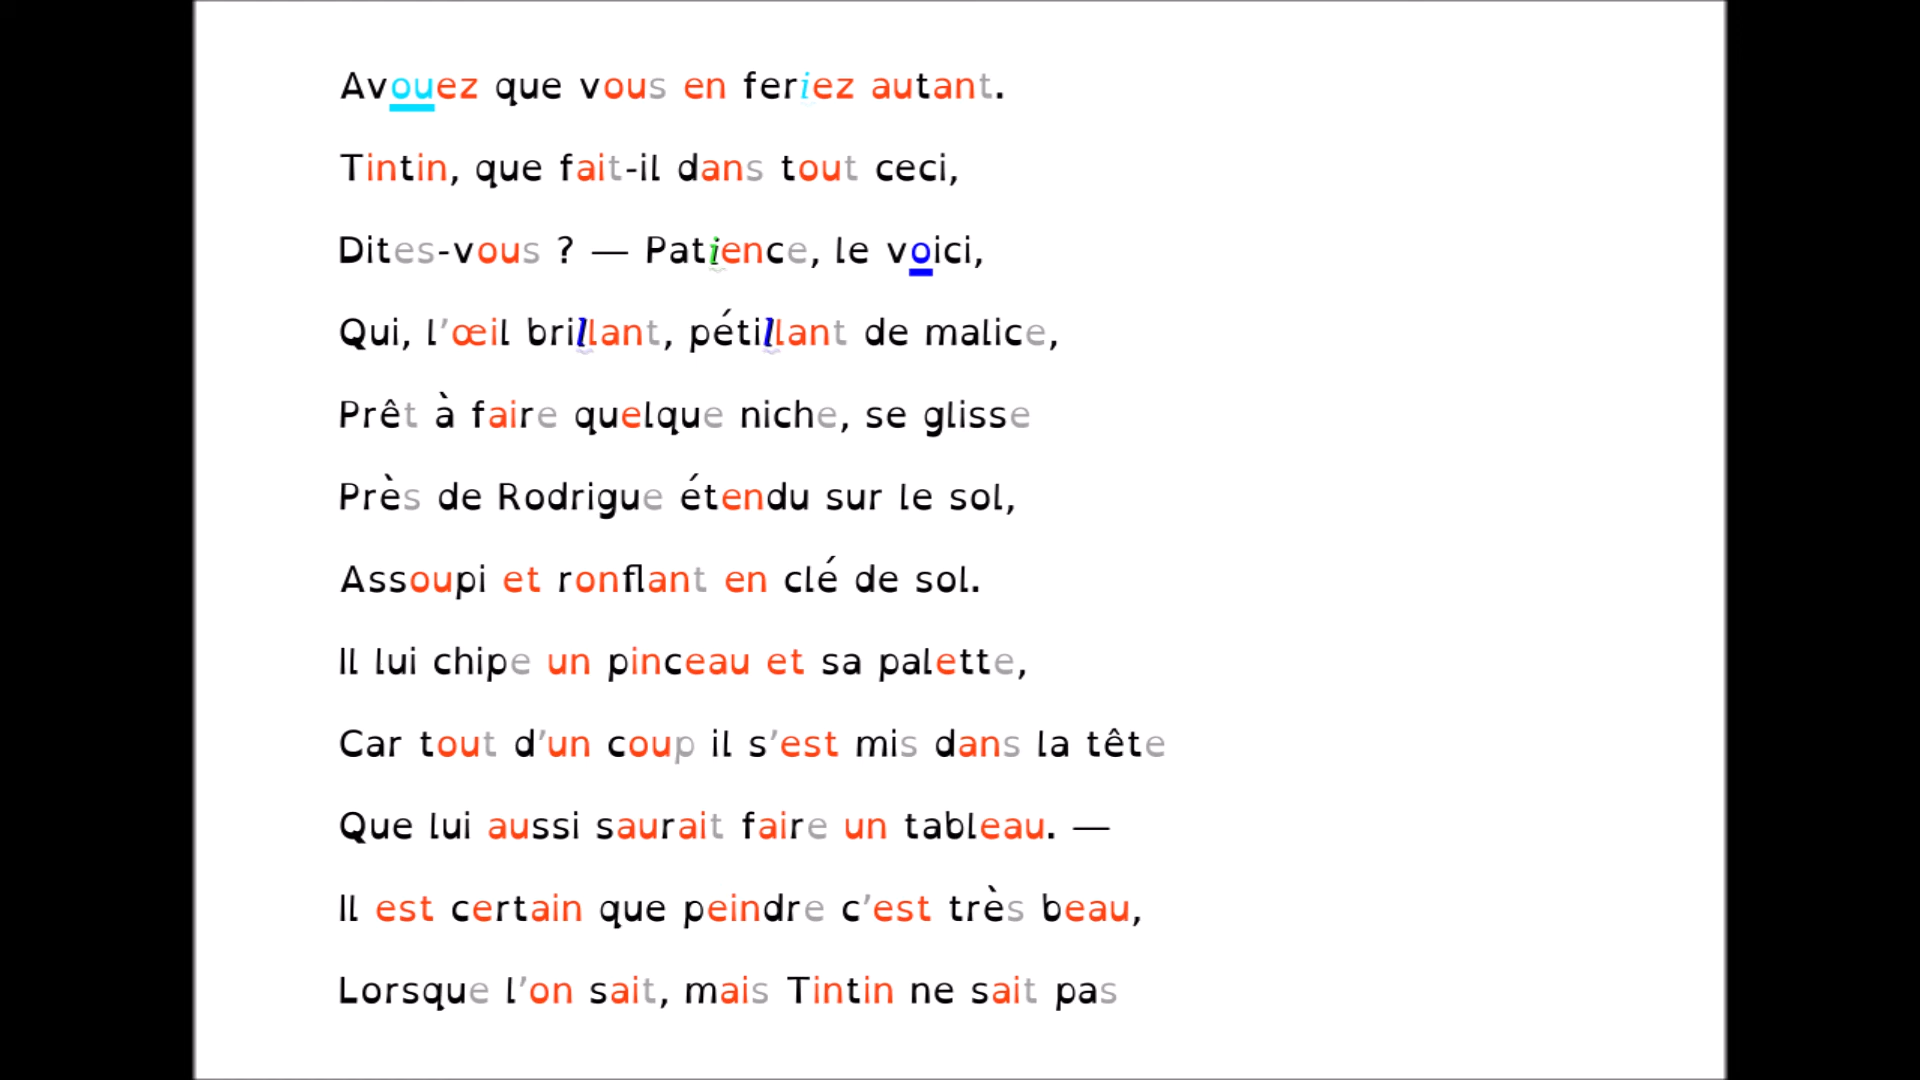 Avouez que vous en feriez autant.
Tintin, que fait-il dans tout ceci,
Dites-vous ? — Patience, le voici,
Qui, l’œil brillant, pétillant de malice,
Prêt à faire quelque niche, se glisse
Près de Rodrigue étendu sur le sol,
Assoupi et ronflant en clé de sol.
Il lui chipe un pinceau et sa palette,
Car tout d’un coup il s’est mis dans la tête
Que lui aussi saurait faire un tableau. —
Il est certain que peindre c’est très beau,
Lorsque l’on sait, mais Tintin ne sait pas